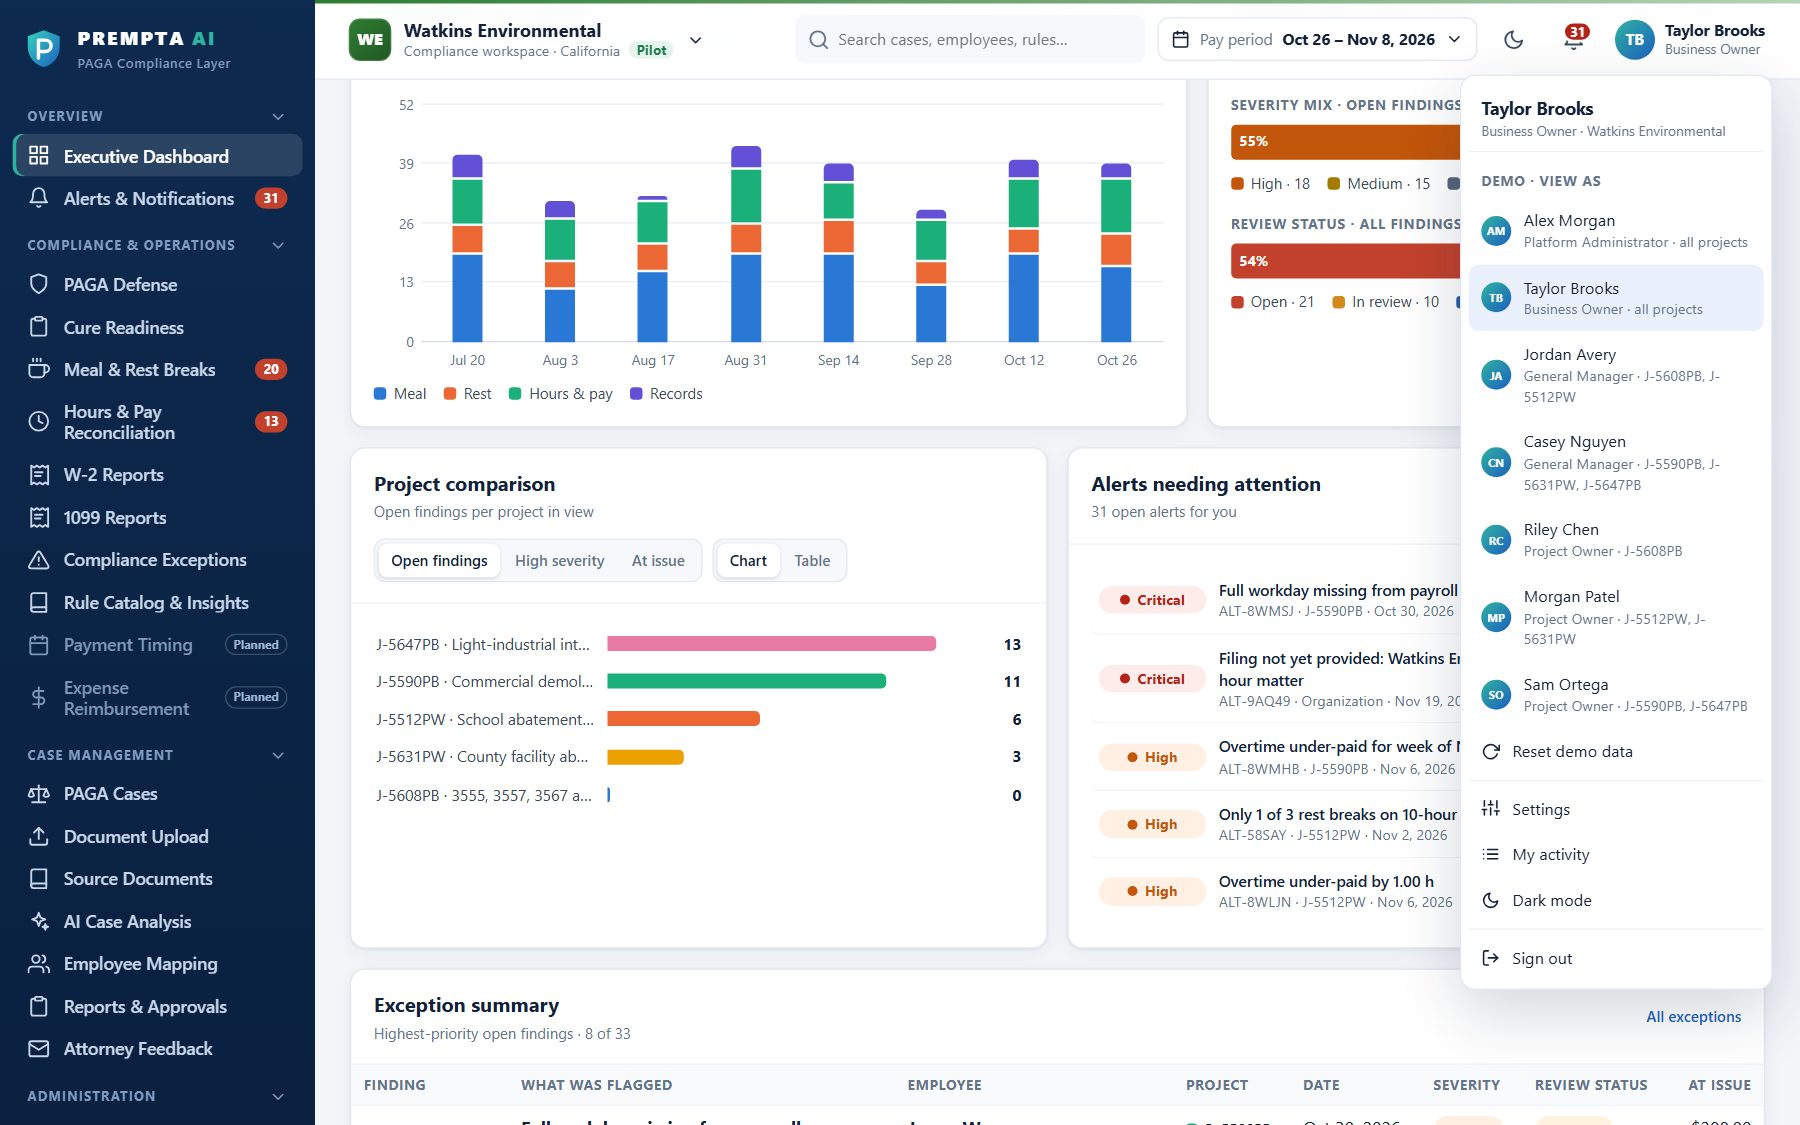 PREMPTA AI
PAGA Compliance Layer
OVERVIEW
Executive Dashboard
Alerts & Notifications 31
COMPLIANCE & OPERATIONS
PAGA Defense
Cure Readiness
Meal & Rest Breaks 20
Hours & Pay
Reconciliation 13
W-2 Reports
1099 Reports
Compliance Exceptions
Rule Catalog & Insights
Payment Timing Planned
Expense
Reimbursement Planned
CASE MANAGEMENT
PAGA Cases
Document Upload
Source Documents
AI Case Analysis
Employee Mapping
Reports & Approvals
Attorney Feedback
ADMINISTRATION
WE
Watkins Environmental
Compliance workspace · California Pilot
Search cases, employees, rules...
Pay period Oct 26 – Nov 8, 2026
31
TB
Taylor Brooks
Business Owner
52
39
26
13
0
Jul 20 Aug 3 Aug 17 Aug 31 Sep 14 Sep 28 Oct 12 Oct 26
Meal Rest Hours & pay Records
SEVERITY MIX · OPEN FINDINGS
55%
High · 18 Medium · 15
REVIEW STATUS · ALL FINDINGS
54%
Open · 21 In review · 10
Project comparison
Open findings per project in view
Open findings High severity At issue Chart Table
J-5647PB · Light-industrial int... 13
J-5590PB · Commercial demol... 11
J-5512PW · School abatement... 6
J-5631PW · County facility ab... 3
J-5608PB · 3555, 3557, 3567 a... 0
Alerts needing attention
31 open alerts for you
Critical Full workday missing from payroll
ALT-8WMSJ · J-5590PB · Oct 30, 2026
Critical Filing not yet provided: Watkins
hour matter
ALT-9AQ49 · Organization · Nov 19,
High Overtime under-paid for week of
ALT-8WMHB · J-5590PB · Nov 6, 2026
High Only 1 of 3 rest breaks on 10-hour
ALT-58SAY · J-5512PW · Nov 2, 2026
High Overtime under-paid by 1.00 h
ALT-8WLJN · J-5512PW · Nov 6, 2026
Taylor Brooks
Business Owner · Watkins Environmental
DEMO · VIEW AS
AM Alex Morgan
Platform Administrator · all projects
TB Taylor Brooks
Business Owner · all projects
JA Jordan Avery
General Manager · J-5608PB, J-
5512PW
CN Casey Nguyen
General Manager · J-5590PB, J-
5631PW, J-5647PB
RC Riley Chen
Project Owner · J-5608PB
MP Morgan Patel
Project Owner · J-5512PW, J-
5631PW
SO Sam Ortega
Project Owner · J-5590PB, J-5647PB
Reset demo data
Settings
My activity
Dark mode
Sign out
Exception summary
Highest-priority open findings · 8 of 33
All exceptions
FINDING WHAT WAS FLAGGED EMPLOYEE PROJECT DATE SEVERITY REVIEW STATUS AT ISSUE